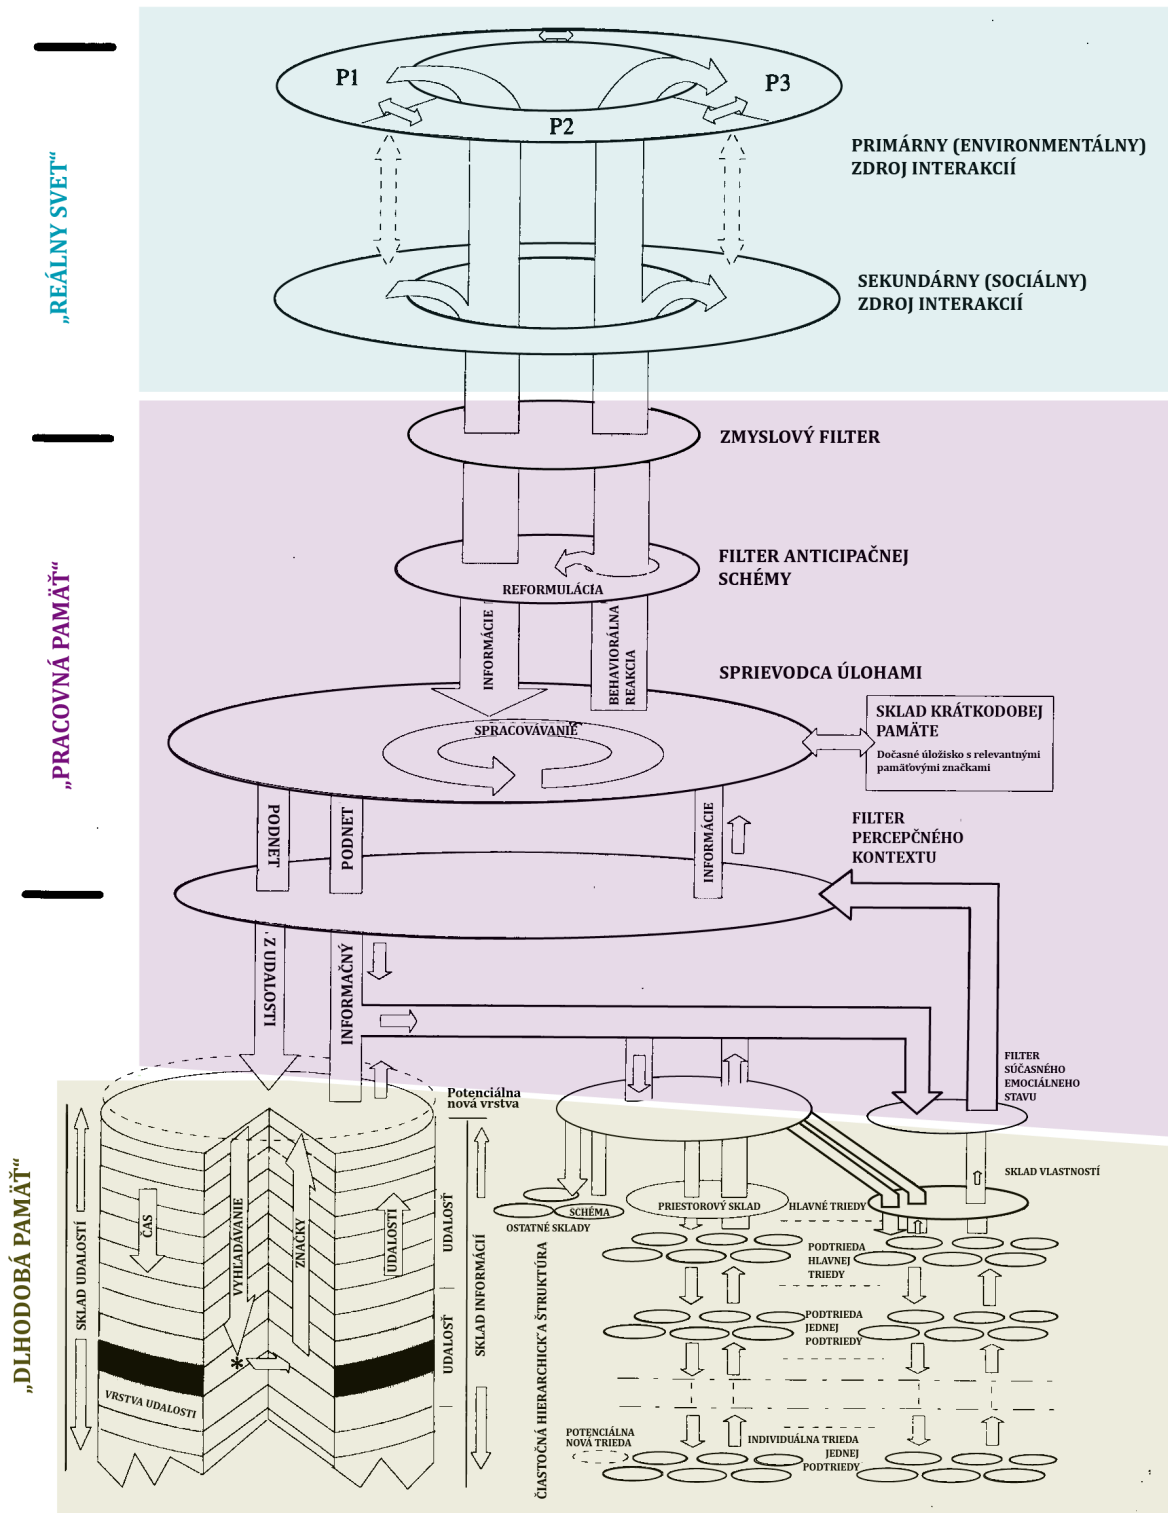 P1
P3
P2
PRIMÁRNY (ENVIRONMENTÁLNY)
ZDROJ INTERAKCIÍ
„REÁLNY SVET“
SEKUNDÁRNY (SOCIÁLNY)
ZDROJ INTERAKCIÍ
ZMYSLOVÝ FILTER
FILTER ANTICIPAČNEJ
SCHÉMY
REFORMULÁCIA
INFORMÁCIE
BEHAVIORÁLNA
REAKCIA
„PRACOVNÁ PAMÄŤ“
SPRIEVODCA ÚLOHAMI
SKLAD KRÁTKODOBEJ
PAMÄTE
Dočasné úložisko s relevantnými
pamäťovými značkami
SPRACOVÁVANIE
PODNET
PODNET
INFORMÁCIE
FILTER
PERCEPČNÉHO
KONTEXTU
Z UDALOSTI
INFORMAČNÝ
FILTER
SÚČASNÉHO
EMOCIÁLNEHO
STAVU
Potenciálna
nová vrstva
„DLHODOBÁ PAMÄŤ“
SKLAD UDALOSTÍ
ČAS
VYHĽADÁVANIE
ZNAČKY
UDALOSTI
UDALOSŤ
UDALOSŤ
SKLAD INFORMÁCIÍ
VRSTVA UDALOSTI
*
SKLAD VLASTNOSTÍ
SCHÉMA
OSTATNÉ SKLADY
PRIESTOROVÝ SKLAD
HLAVNÉ TRIEDY
ČIASTOČNÁ HIERARCHICK´A ŠTRUKTÚRA
PODTRIEDA
HLAVNEJ
TRIEDY
PODTRIEDA
JEDNEJ
PODTRIEDY
POTENCIÁLNA
NOVÁ TRIEDA
INDIVIDUÁLNA TRIEDA
JEDNEJ
PODTRIEDY